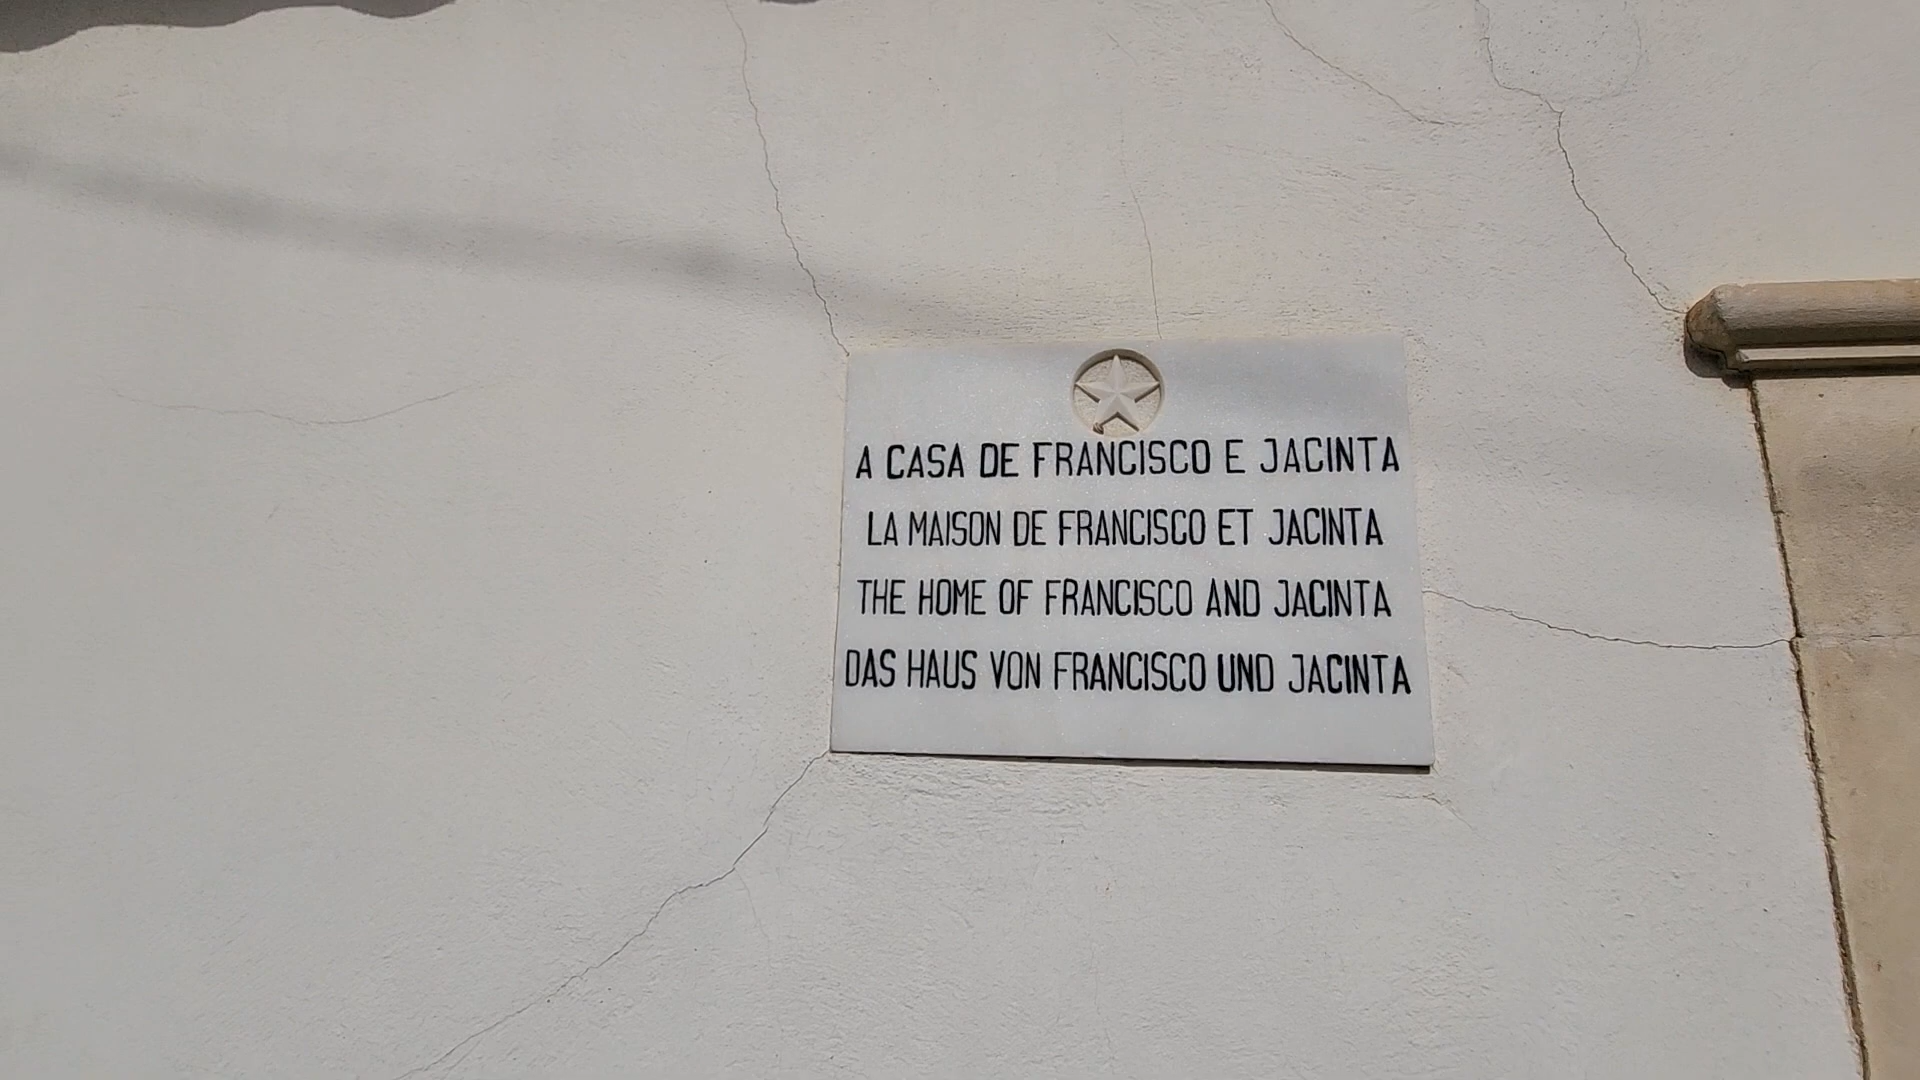 A CASA DE FRANCISCO E JACINTA
LA MAISON DE FRANCISCO ET JACINTA
THE HOME OF FRANCISCO AND JACINTA
DAS HAUS VON FRANCISCO UND JACINTA